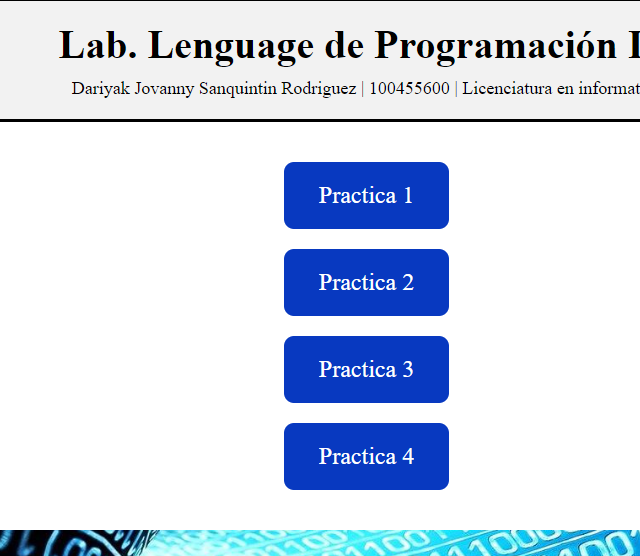 Lab. Lenguage de Programación
Dariyak Jovanny Sanquintin Rodriguez | 100455600 | Licenciatura en informat
Practica 1
Practica 2
Practica 3
Practica 4